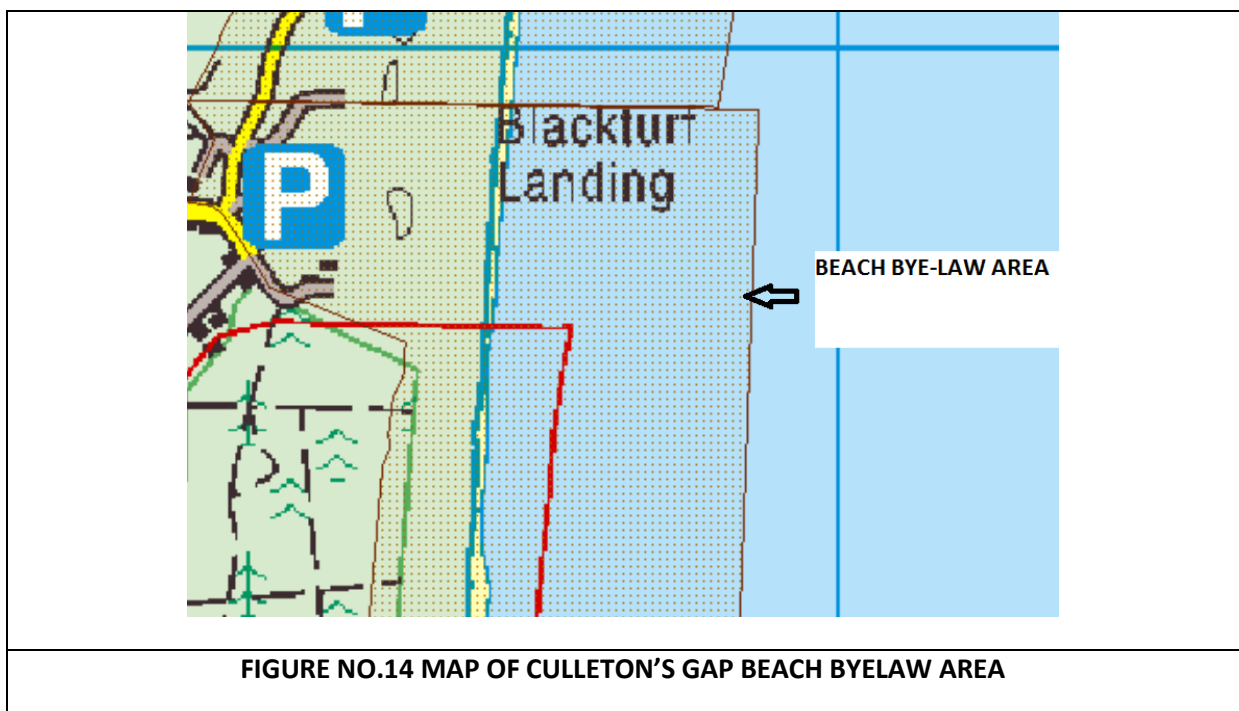 P
Blackturf
Landing
P
BEACH BYE-LAW AREA
FIGURE NO.14 MAP OF CULLETON’S GAP BEACH BYELAW AREA